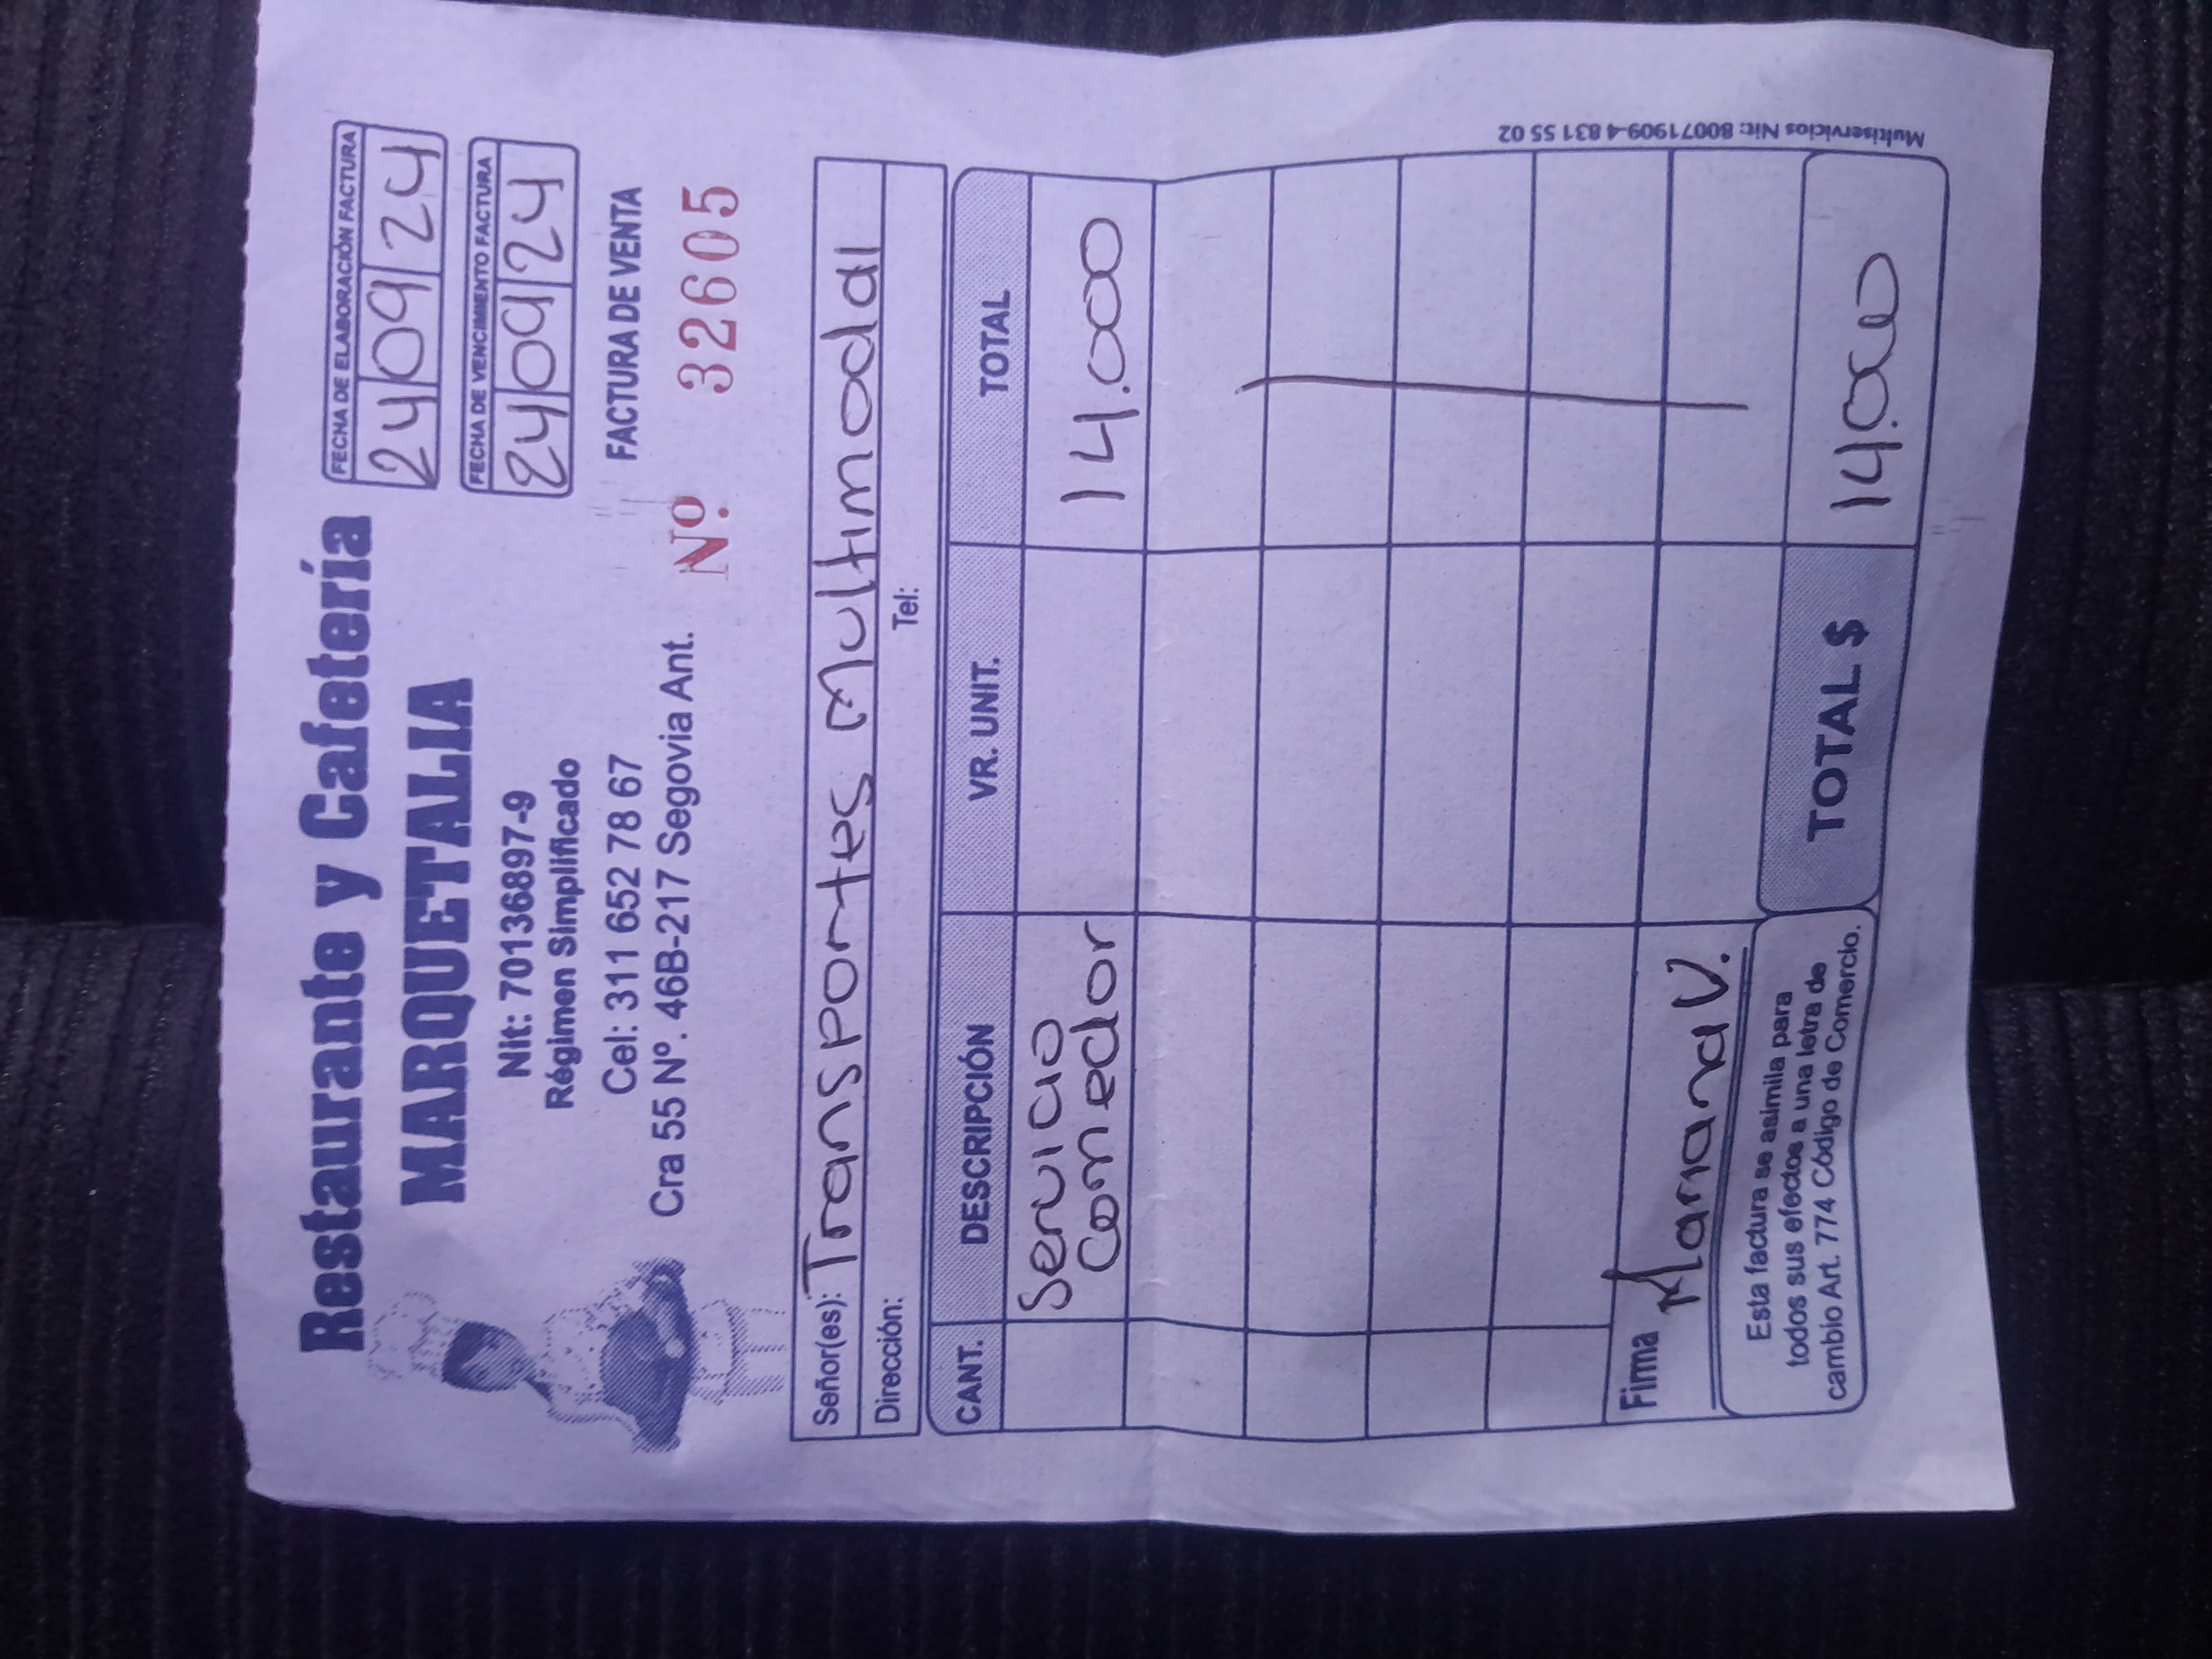 Restaurante y Cafetería
MARQUETALIA
Nit: 70136897-9
Régimen Simplificado
Cel: 311 652 78 67
Cra 55 Nº. 46B-217 Segovia Ant.
FECHA DE ELABORACIÓN FACTURA
24 09 24
FECHA DE VENCIMIENTO FACTURA
24 09 24
FACTURA DE VENTA
Nº. 32605
Señor(es): Transportes Multimodal
Dirección: Tel:
CANT. DESCRIPCIÓN VR. UNIT. TOTAL
Servicio
Comedor 14.000
Firma Mariana V.
Esta factura se asimila para
todos sus efectos a una letra de
cambio Art. 774 Código de Comercio.
TOTAL $ 14.000
Multiservicios Nit: 80071909-4 831 55 02